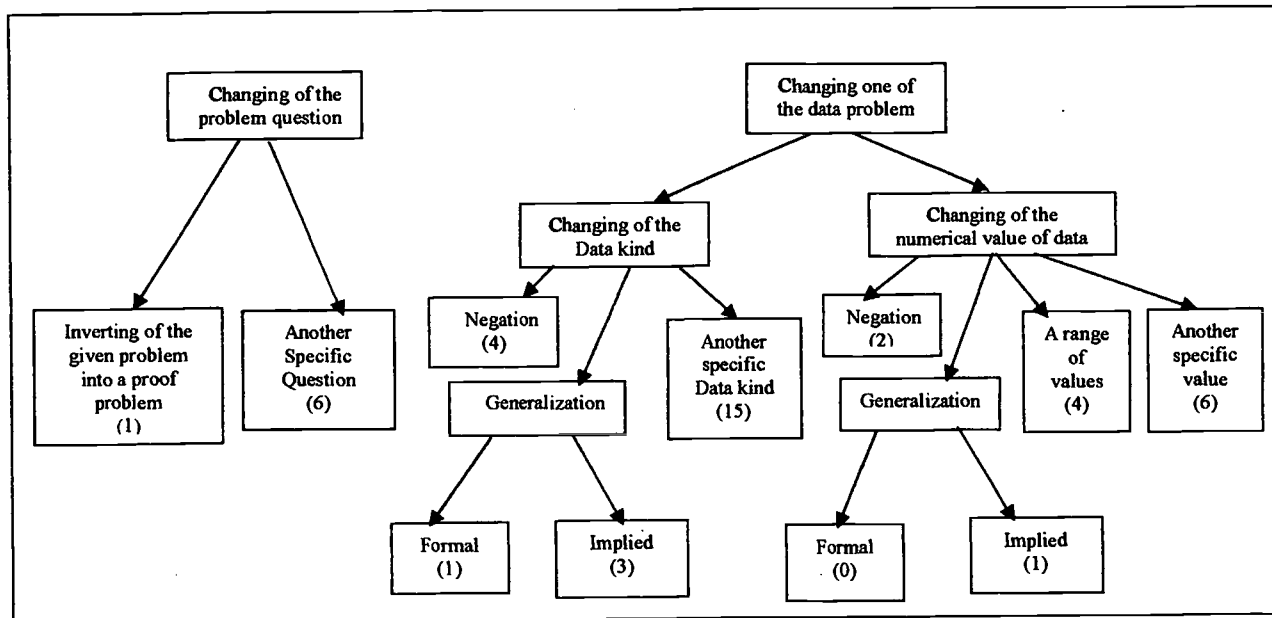 Changing of the
problem question
Changing one of
the data problem
Changing of the
Data kind
Changing of the
numerical value of data
Inverting of the
given problem
into a proof
problem
(1)
Another
Specific
Question
(6)
Negation
(4)
Another
specific
Data kind
(15)
Negation
(2)
A range
of
values
(4)
Another
specific
value
(6)
Generalization
Generalization
Formal
(1)
Implied
(3)
Formal
(0)
Implied
(1)